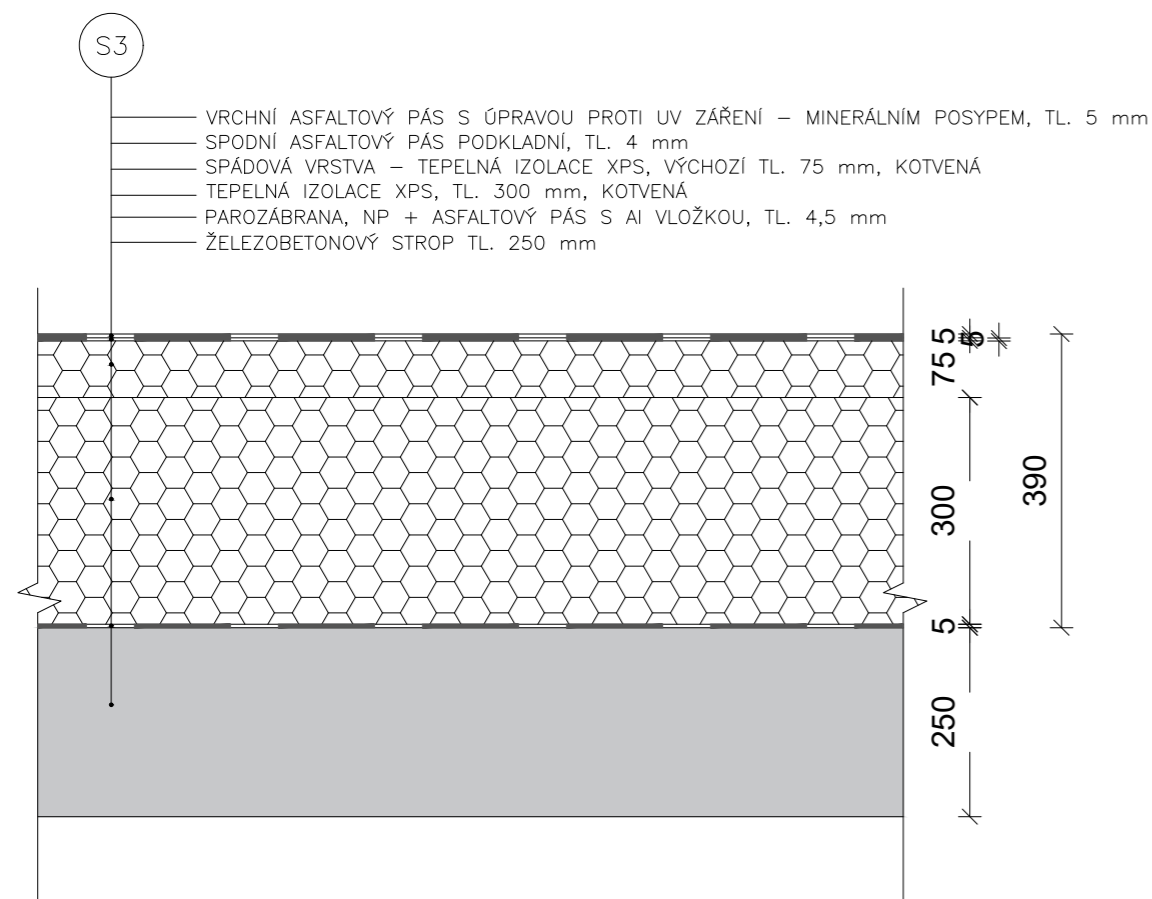 S3
VRCHNÍ ASFALTOVÝ PÁS S ÚPRAVOU PROTI UV ZÁŘENÍ – MINERÁLNÍM POSYPEM, TL. 5 mm
SPODNÍ ASFALTOVÝ PÁS PODKLADNÍ, TL. 4 mm
SPÁDOVÁ VRSTVA – TEPELNÁ IZOLACE XPS, VÝCHOZÍ TL. 75 mm, KOTVENÁ
TEPELNÁ IZOLACE XPS, TL. 300 mm, KOTVENÁ
PAROZÁBRANA, NP + ASFALTOVÝ PÁS S Al VLOŽKOU, TL. 4,5 mm
ŽELEZOBETONOVÝ STROP TL. 250 mm
5
75
300
390
5
250